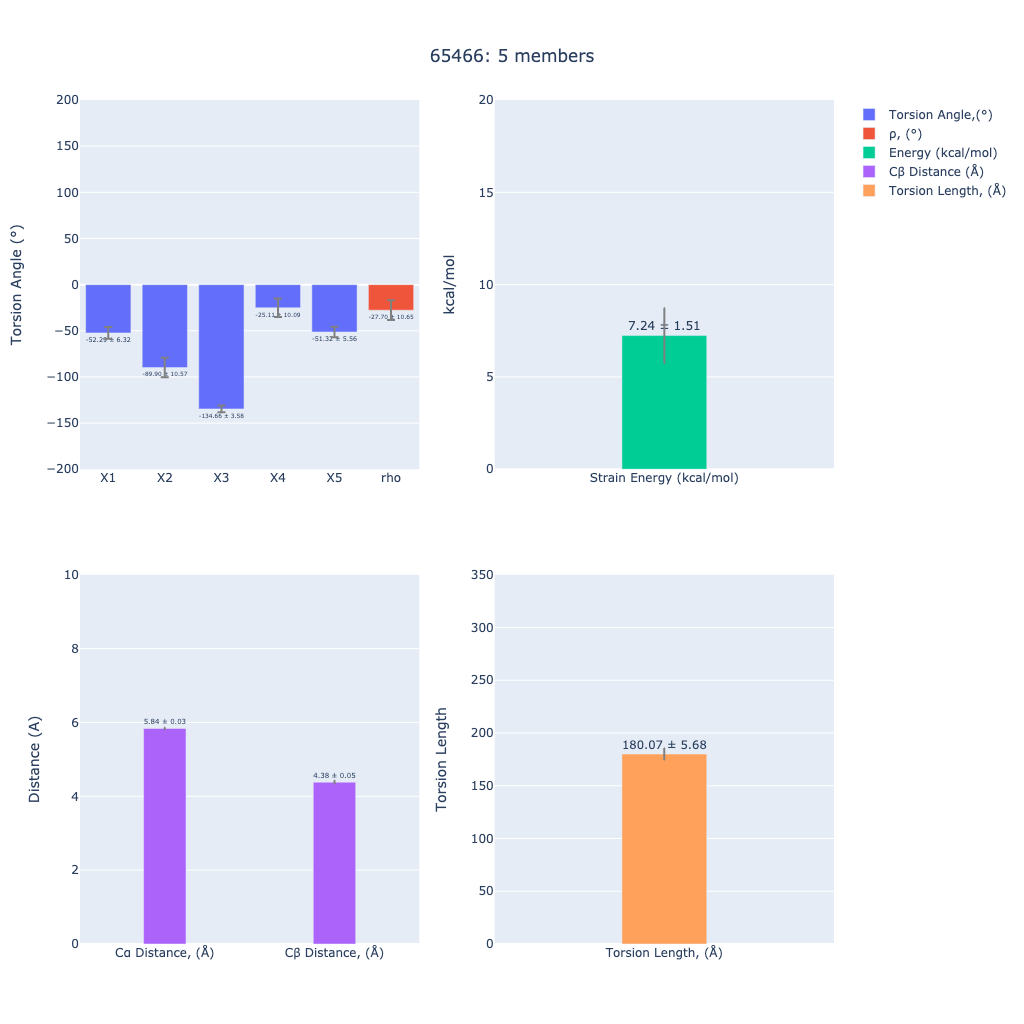 65466: 5 members
Torsion Angle (°)
200
150
100
50
0
−50
−100
−150
−200
-52.29 ± 6.32
-89.90 ± 10.57
-134.66 ± 3.58
-25.11 ± 10.09
-51.32 ± 5.56
-27.70 ± 10.65
X1 X2 X3 X4 X5 rho
kcal/mol
20
15
10
5
0
7.24 ± 1.51
Strain Energy (kcal/mol)
Torsion Angle,(°)
ρ, (°)
Energy (kcal/mol)
Cβ Distance (Å)
Torsion Length, (Å)
Distance (A)
10
8
6
4
2
0
5.84 ± 0.03
4.38 ± 0.05
Cα Distance, (Å) Cβ Distance, (Å)
Torsion Length
350
300
250
200
150
100
50
0
180.07 ± 5.68
Torsion Length, (Å)